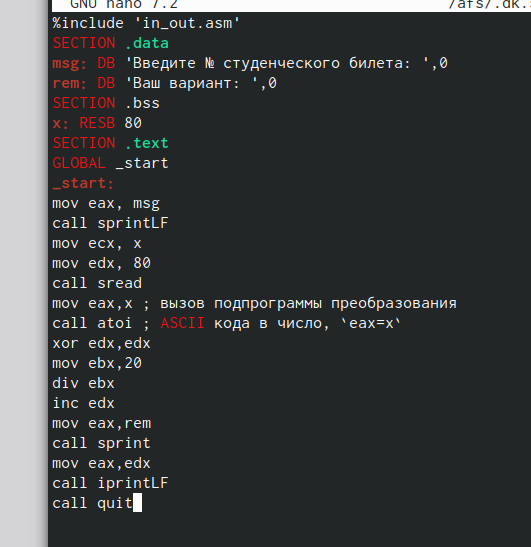 GNU nano 7.2 /afs/.dk.
%include 'in_out.asm'
SECTION .data
msg: DB 'Введите № студенческого билета: ',0
rem: DB 'Ваш вариант: ',0
SECTION .bss
x: RESB 80
SECTION .text
GLOBAL _start
_start:
mov eax, msg
call sprintLF
mov ecx, x
mov edx, 80
call sread
mov eax,x ; вызов подпрограммы преобразования
call atoi ; ASCII кода в число, `eax=x`
xor edx,edx
mov ebx,20
div ebx
inc edx
mov eax,rem
call sprint
mov eax,edx
call iprintLF
call quit